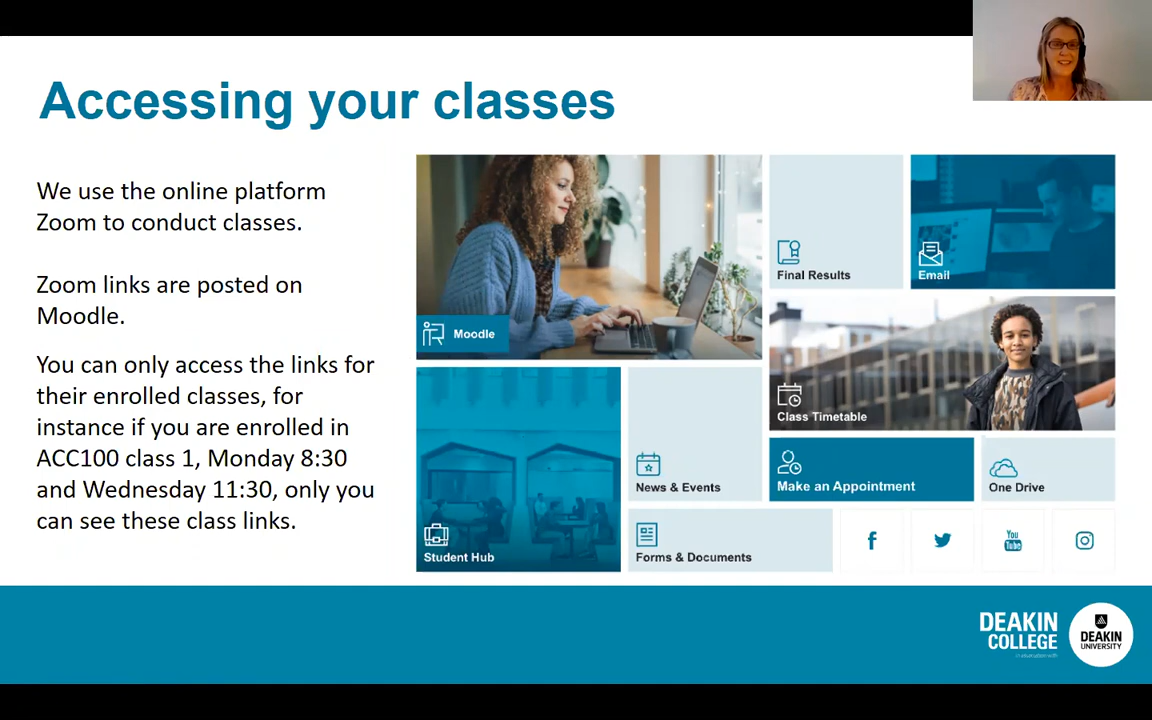 Accessing your classes
We use the online platform
Zoom to conduct classes.
Zoom links are posted on
Moodle.
You can only access the links for
their enrolled classes, for
instance if you are enrolled in
ACC100 class 1, Monday 8:30
and Wednesday 11:30, only you
can see these class links.
Moodle
Final Results
Email
Class Timetable
Student Hub
News & Events
Make an Appointment
One Drive
Forms & Documents
You
Tube
DEAKIN
COLLEGE
DEAKIN
UNIVERSITY